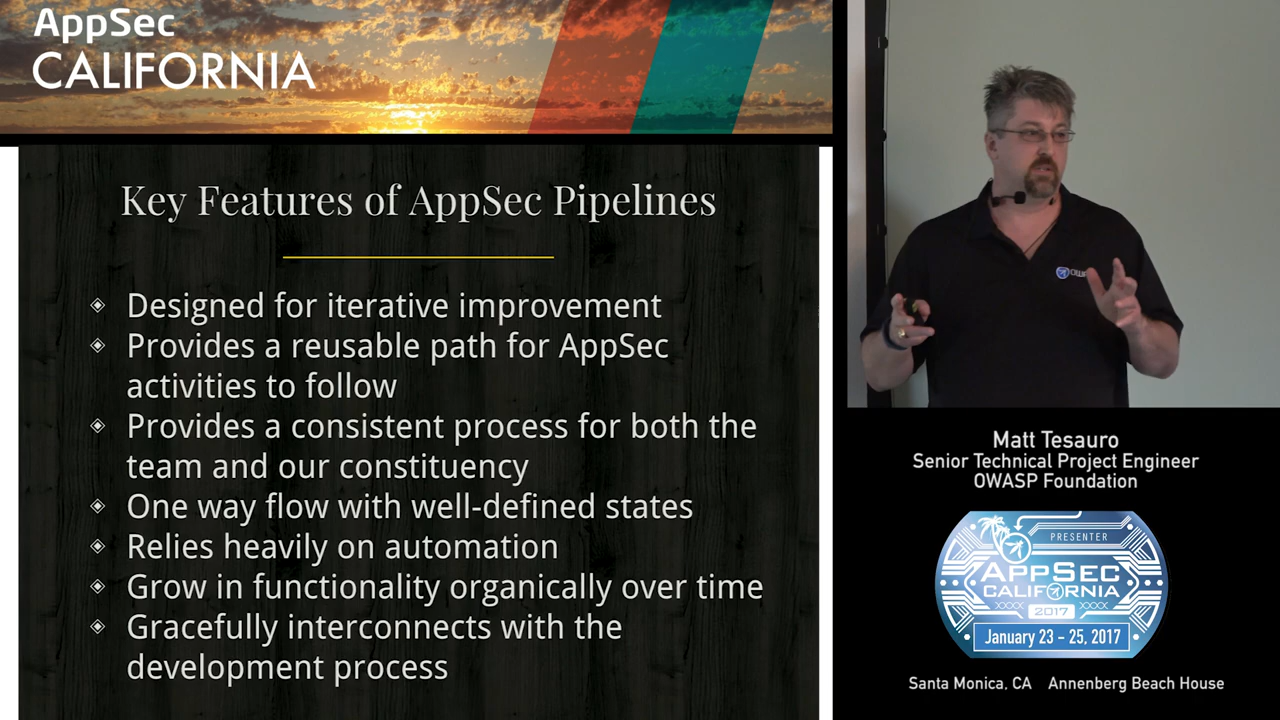 AppSec
CALIFORNIA
Key Features of AppSec Pipelines
Designed for iterative improvement
Provides a reusable path for AppSec
activities to follow
Provides a consistent process for both the
team and our constituency
One way flow with well-defined states
Relies heavily on automation
Grow in functionality organically over time
Gracefully interconnects with the
development process
Matt Tesauro
Senior Technical Project Engineer
OWASP Foundation
PRESENTER
APPSEC
CALIFORNIA
XXXX 2017 XXXX
January 23 - 25, 2017
Santa Monica, CA Annenberg Beach House